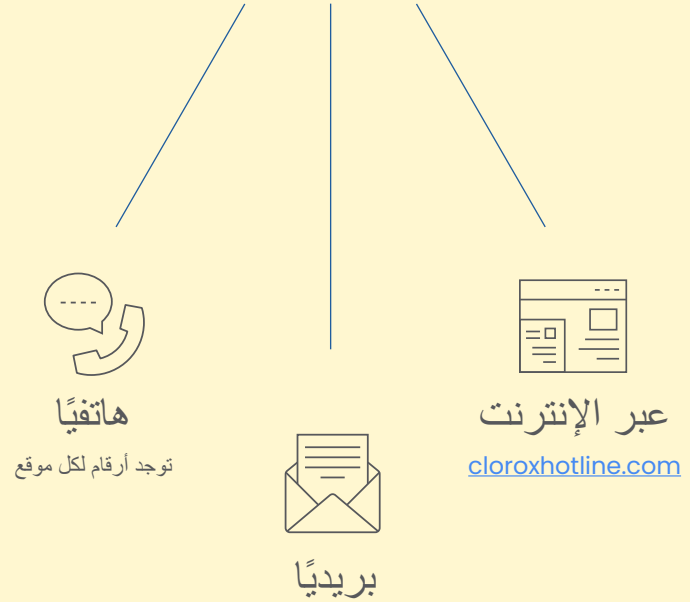 عبر الإنترنت
cloroxhotline.com
هاتفيًا
توجد أرقام لكل موقع
بريديًا